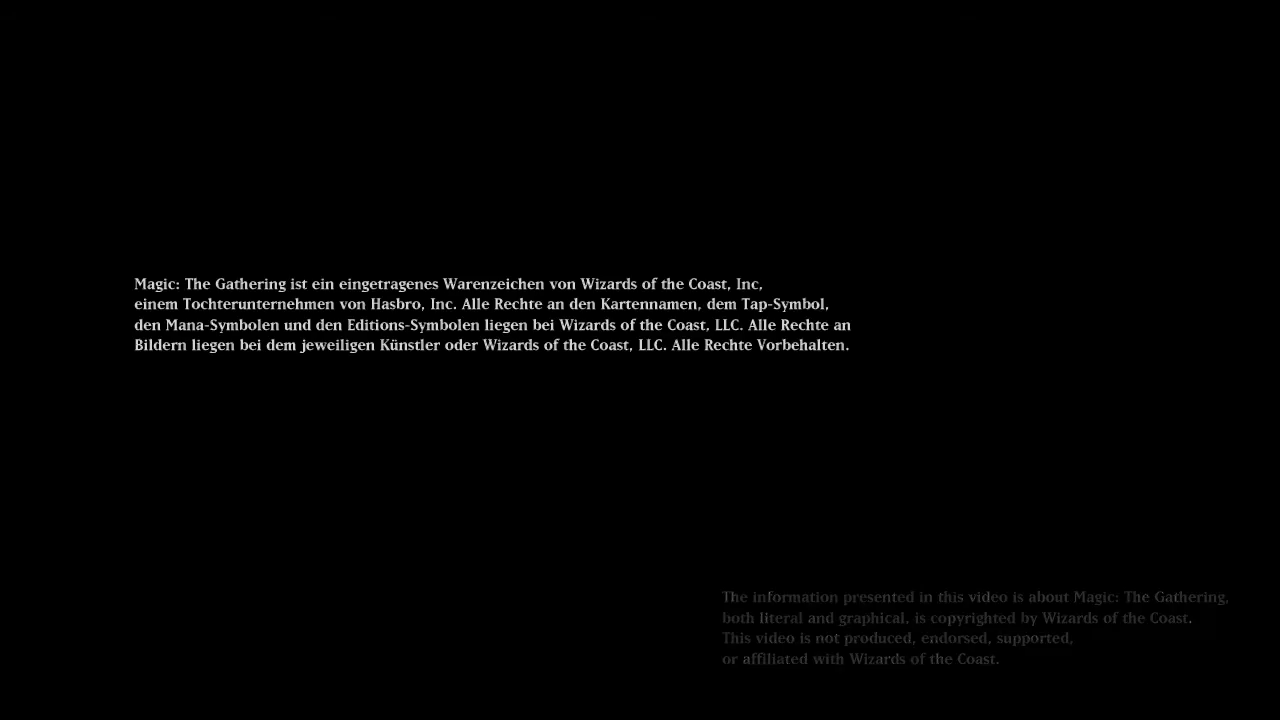 Magic: The Gathering ist ein eingetragenes Warenzeichen von Wizards of the Coast, Inc,
einem Tochterunternehmen von Hasbro, Inc. Alle Rechte an den Kartennamen, dem Tap-Symbol,
den Mana-Symbolen und den Editions-Symbolen liegen bei Wizards of the Coast, LLC. Alle Rechte an
Bildern liegen bei dem jeweiligen Künstler oder Wizards of the Coast, LLC. Alle Rechte Vorbehalten.
The information presented in this video is about Magic: The Gathering,
both literal and graphical, is copyrighted by Wizards of the Coast.
This video is not produced, endorsed, supported,
or affiliated with Wizards of the Coast.